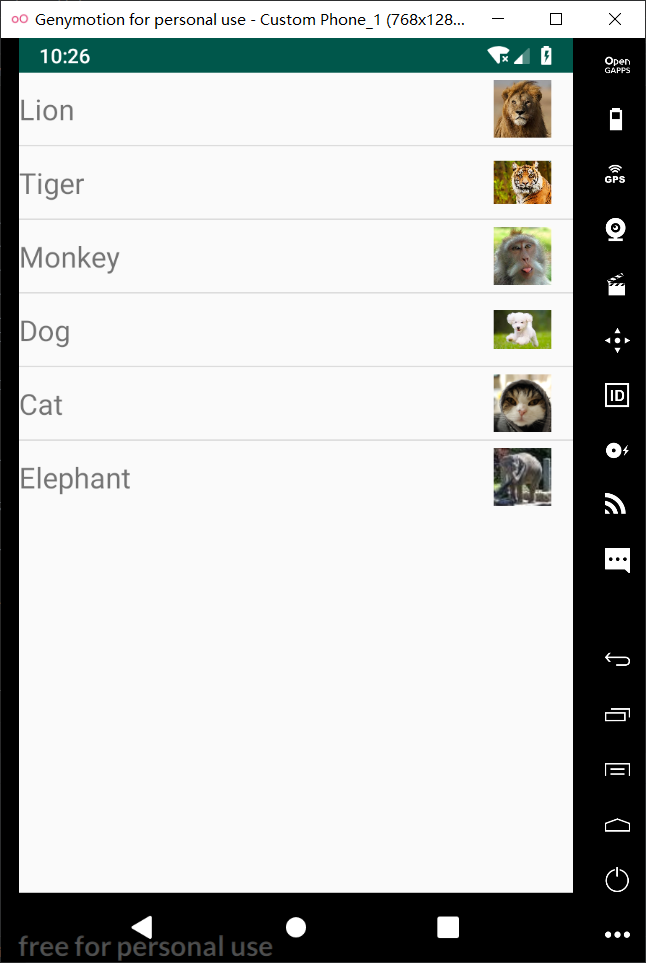 Genymotion for personal use - Custom Phone_1 (768x128...
10:26
Open
GAPPS
Lion
Tiger
GPS
Monkey
Dog
Cat
ID
Elephant
free for personal use